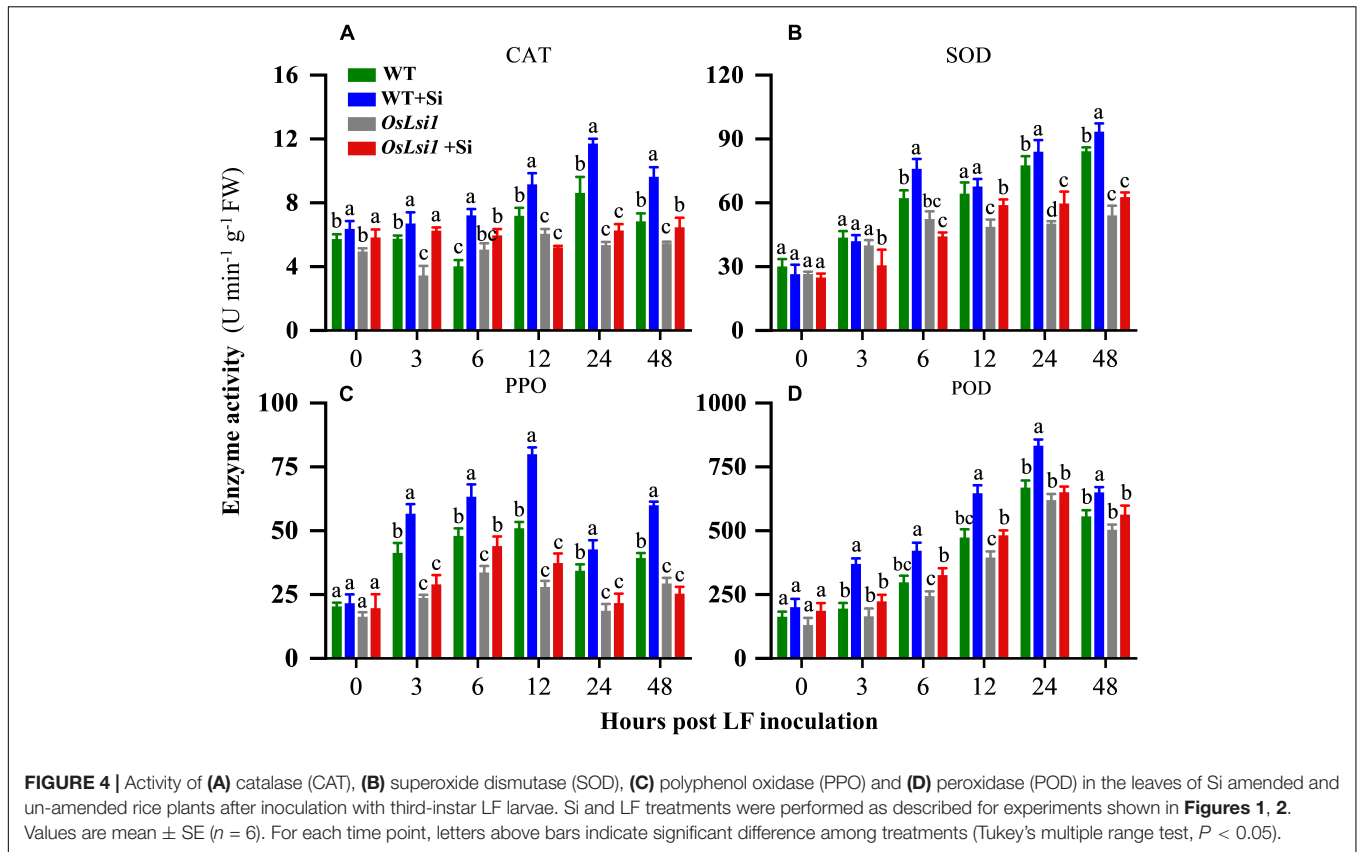 A
B
CAT
SOD
WT
WT+Si
OsLsi1
OsLsi1 +Si
16
12
8
4
0
b a b a
b a c a
c a bc b
b a c c
b a c c
b a c b
0 3 6 12 24 48
120
90
60
30
0
a a a a
a a a b
b a bc c
a a c b
b a d c
b a c c
0 3 6 12 24 48
Enzyme activity (U min-1 g-1 FW)
C
PPO
D
POD
100
75
50
25
0
a a a a
b a c c
b a c b
b a c c
b a c c
b a c c
0 3 6 12 24 48
1000
750
500
250
0
a a a a
b a b b
bc a c b
bc a c b
b a b b
b a b b
0 3 6 12 24 48
Hours post LF inoculation
FIGURE 4 | Activity of (A) catalase (CAT), (B) superoxide dismutase (SOD), (C) polyphenol oxidase (PPO) and (D) peroxidase (POD) in the leaves of Si amended and
un-amended rice plants after inoculation with third-instar LF larvae. Si and LF treatments were performed as described for experiments shown in Figures 1, 2.
Values are mean ± SE (n = 6). For each time point, letters above bars indicate significant difference among treatments (Tukey's multiple range test, P < 0.05).